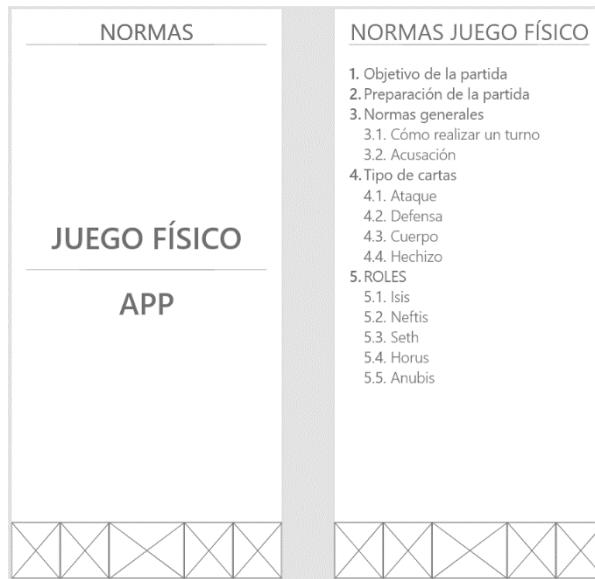 NORMAS
JUEGO FÍSICO
APP
NORMAS JUEGO FÍSICO
1. Objetivo de la partida
2. Preparación de la partida
3. Normas generales
3.1. Cómo realizar un turno
3.2. Acusación
4. Tipo de cartas
4.1. Ataque
4.2. Defensa
4.3. Cuerpo
4.4. Hechizo
5. ROLES
5.1. Isis
5.2. Neftis
5.3. Seth
5.4. Horus
5.5. Anubis